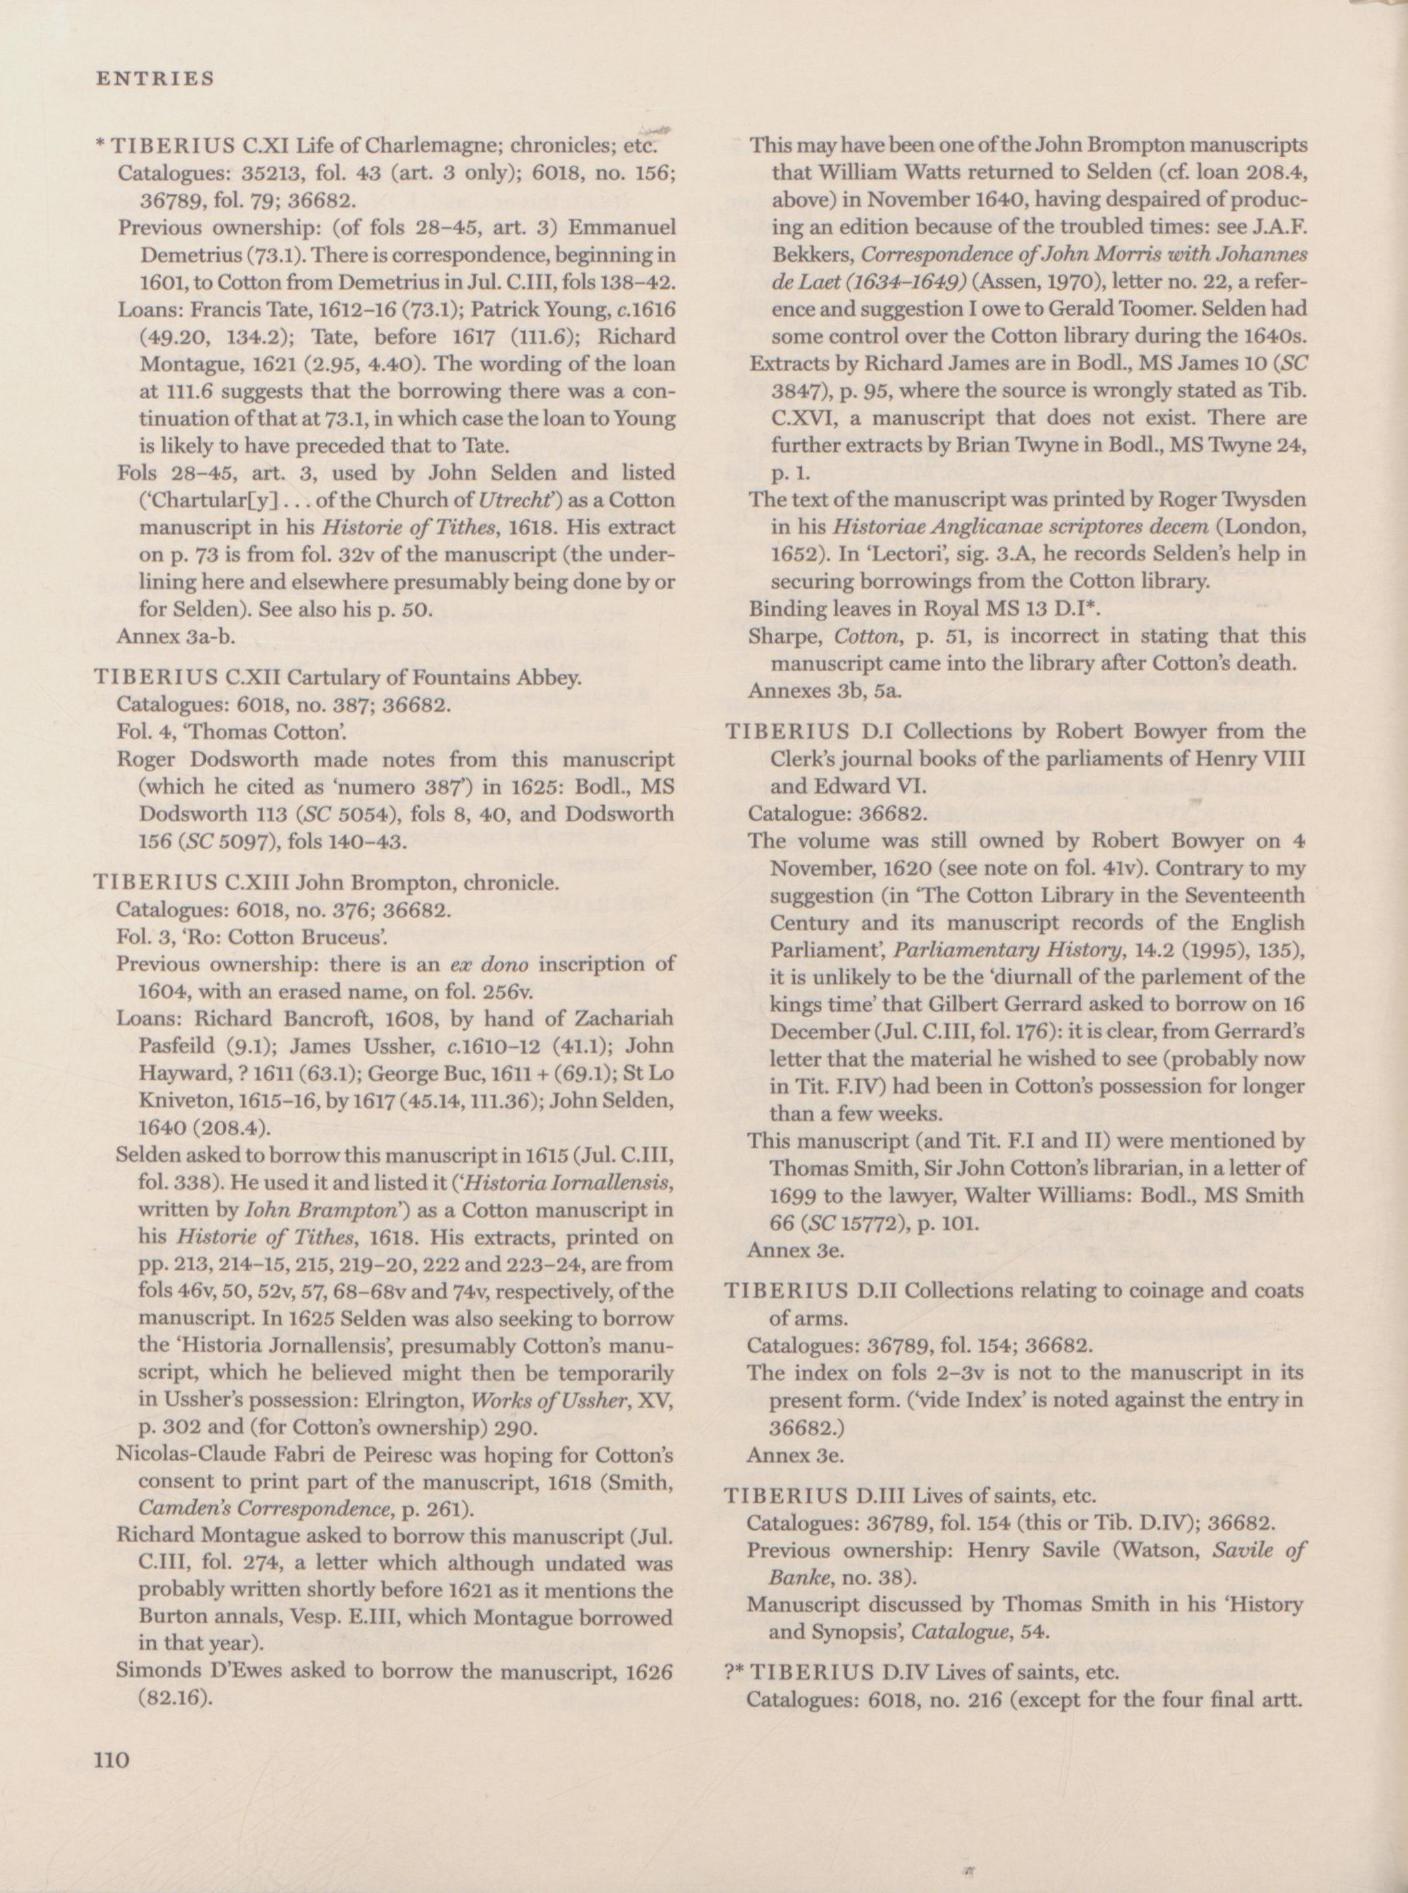 ENTRIES
* TIBERIUS C.XI Life of Charlemagne; chronicles; etc.
Catalogues: 35213, fol. 43 (art. 3 only); 6018, no. 156;
36789, fol. 79; 36682.
Previous ownership: (of fols 28–45, art. 3) Emmanuel
Demetrius (73.1). There is correspondence, beginning in
1601, to Cotton from Demetrius in Jul. C.III, fols 138–42.
Loans: Francis Tate, 1612–16 (73.1); Patrick Young, c.1616
(49.20, 134.2); Tate, before 1617 (111.6); Richard
Montague, 1621 (2.95, 4.40). The wording of the loan
at 111.6 suggests that the borrowing there was a con-
tinuation of that at 73.1, in which case the loan to Young
is likely to have preceded that to Tate.
Fols 28–45, art. 3, used by John Selden and listed
(‘Chartular[y] . . . of the Church of Utrecht’) as a Cotton
manuscript in his Historie of Tithes, 1618. His extract
on p. 73 is from fol. 32v of the manuscript (the under-
lining here and elsewhere presumably being done by or
for Selden). See also his p. 50.
Annex 3a-b.
TIBERIUS C.XII Cartulary of Fountains Abbey.
Catalogues: 6018, no. 387; 36682.
Fol. 4, ‘Thomas Cotton’.
Roger Dodsworth made notes from this manuscript
(which he cited as ‘numero 387’) in 1625: Bodl., MS
Dodsworth 113 (SC 5054), fols 8, 40, and Dodsworth
156 (SC 5097), fols 140–43.
TIBERIUS C.XIII John Brompton, chronicle.
Catalogues: 6018, no. 376; 36682.
Fol. 3, ‘Ro: Cotton Bruceus’.
Previous ownership: there is an ex dono inscription of
1604, with an erased name, on fol. 256v.
Loans: Richard Bancroft, 1608, by hand of Zachariah
Pasfeild (9.1); James Ussher, c.1610–12 (41.1); John
Hayward, ? 1611 (63.1); George Buc, 1611 + (69.1); St Lo
Kniveton, 1615–16, by 1617 (45.14, 111.36); John Selden,
1640 (208.4).
Selden asked to borrow this manuscript in 1615 (Jul. C.III,
fol. 338). He used it and listed it (‘Historia Iornallensis,
written by Iohn Brampton’) as a Cotton manuscript in
his Historie of Tithes, 1618. His extracts, printed on
pp. 213, 214–15, 215, 219–20, 222 and 223–24, are from
fols 46v, 50, 52v, 57, 68–68v and 74v, respectively, of the
manuscript. In 1625 Selden was also seeking to borrow
the ‘Historia Jornallensis’, presumably Cotton’s manu-
script, which he believed might then be temporarily
in Ussher’s possession: Elrington, Works of Ussher, XV,
p. 302 and (for Cotton’s ownership) 290.
Nicolas-Claude Fabri de Peiresc was hoping for Cotton’s
consent to print part of the manuscript, 1618 (Smith,
Camden’s Correspondence, p. 261).
Richard Montague asked to borrow this manuscript (Jul.
C.III, fol. 274, a letter which although undated was
probably written shortly before 1621 as it mentions the
Burton annals, Vesp. E.III, which Montague borrowed
in that year).
Simonds D’Ewes asked to borrow the manuscript, 1626
(82.16).
This may have been one of the John Brompton manuscripts
that William Watts returned to Selden (cf. loan 208.4,
above) in November 1640, having despaired of produc-
ing an edition because of the troubled times: see J.A.F.
Bekkers, Correspondence of John Morris with Johannes
de Laet (1634–1649) (Assen, 1970), letter no. 22, a refer-
ence and suggestion I owe to Gerald Toomer. Selden had
some control over the Cotton library during the 1640s.
Extracts by Richard James are in Bodl., MS James 10 (SC
3847), p. 95, where the source is wrongly stated as Tib.
C.XVI, a manuscript that does not exist. There are
further extracts by Brian Twyne in Bodl., MS Twyne 24,
p. 1.
The text of the manuscript was printed by Roger Twysden
in his Historiae Anglicanae scriptores decem (London,
1652). In ‘Lectori’, sig. 3.A, he records Selden’s help in
securing borrowings from the Cotton library.
Binding leaves in Royal MS 13 D.I*.
Sharpe, Cotton, p. 51, is incorrect in stating that this
manuscript came into the library after Cotton’s death.
Annexes 3b, 5a.
TIBERIUS D.I Collections by Robert Bowyer from the
Clerk’s journal books of the parliaments of Henry VIII
and Edward VI.
Catalogue: 36682.
The volume was still owned by Robert Bowyer on 4
November, 1620 (see note on fol. 41v). Contrary to my
suggestion (in ‘The Cotton Library in the Seventeenth
Century and its manuscript records of the English
Parliament’, Parliamentary History, 14.2 (1995), 135),
it is unlikely to be the ‘diurnall of the parlement of the
kings time’ that Gilbert Gerrard asked to borrow on 16
December (Jul. C.III, fol. 176): it is clear, from Gerrard’s
letter that the material he wished to see (probably now
in Tit. F.IV) had been in Cotton’s possession for longer
than a few weeks.
This manuscript (and Tit. F.I and II) were mentioned by
Thomas Smith, Sir John Cotton’s librarian, in a letter of
1699 to the lawyer, Walter Williams: Bodl., MS Smith
66 (SC 15772), p. 101.
Annex 3e.
TIBERIUS D.II Collections relating to coinage and coats
of arms.
Catalogues: 36789, fol. 154; 36682.
The index on fols 2–3v is not to the manuscript in its
present form. (‘vide Index’ is noted against the entry in
36682.)
Annex 3e.
TIBERIUS D.III Lives of saints, etc.
Catalogues: 36789, fol. 154 (this or Tib. D.IV); 36682.
Previous ownership: Henry Savile (Watson, Savile of
Banke, no. 38).
Manuscript discussed by Thomas Smith in his ‘History
and Synopsis’, Catalogue, 54.
?* TIBERIUS D.IV Lives of saints, etc.
Catalogues: 6018, no. 216 (except for the four final artt.
110